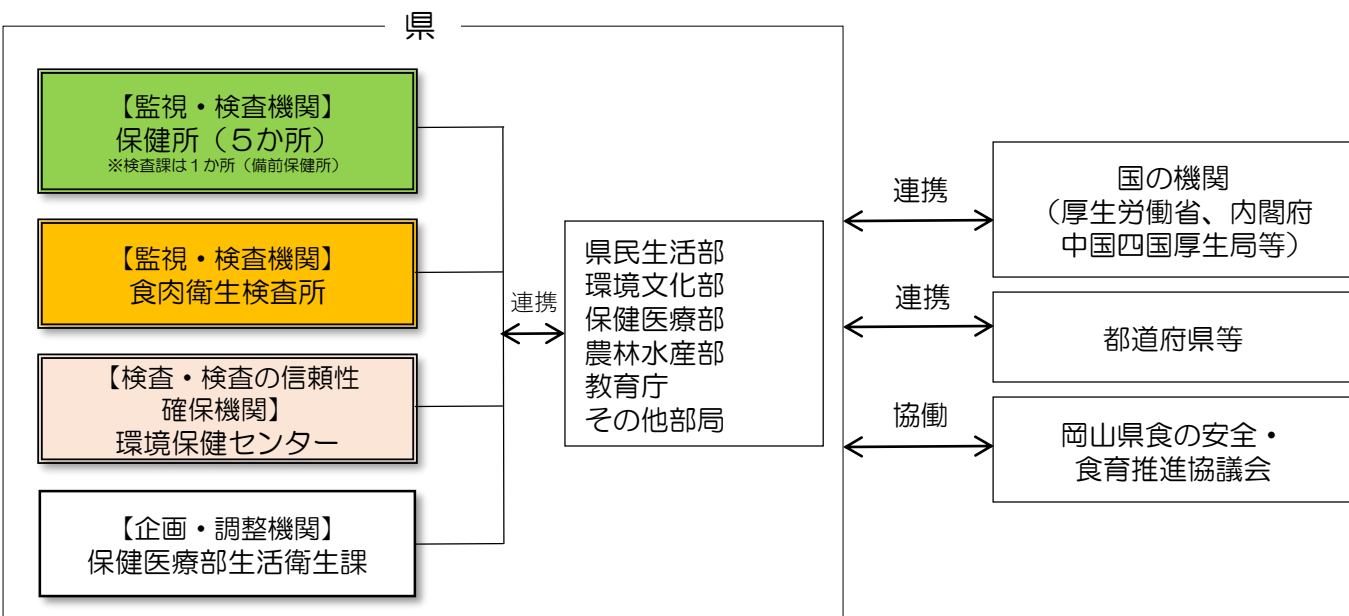 県
【監視・検査機関】
保健所（５か所）
※検査課は１か所（備前保健所）
【監視・検査機関】
食肉衛生検査所
【検査・検査の信頼性
確保機関】
環境保健センター
【企画・調整機関】
保健医療部生活衛生課
連携
県民生活部
環境文化部
保健医療部
農林水産部
教育庁
その他部局
連携
国の機関
（厚生労働省、内閣府
中国四国厚生局等）
連携
都道府県等
協働
岡山県食の安全・
食育推進協議会